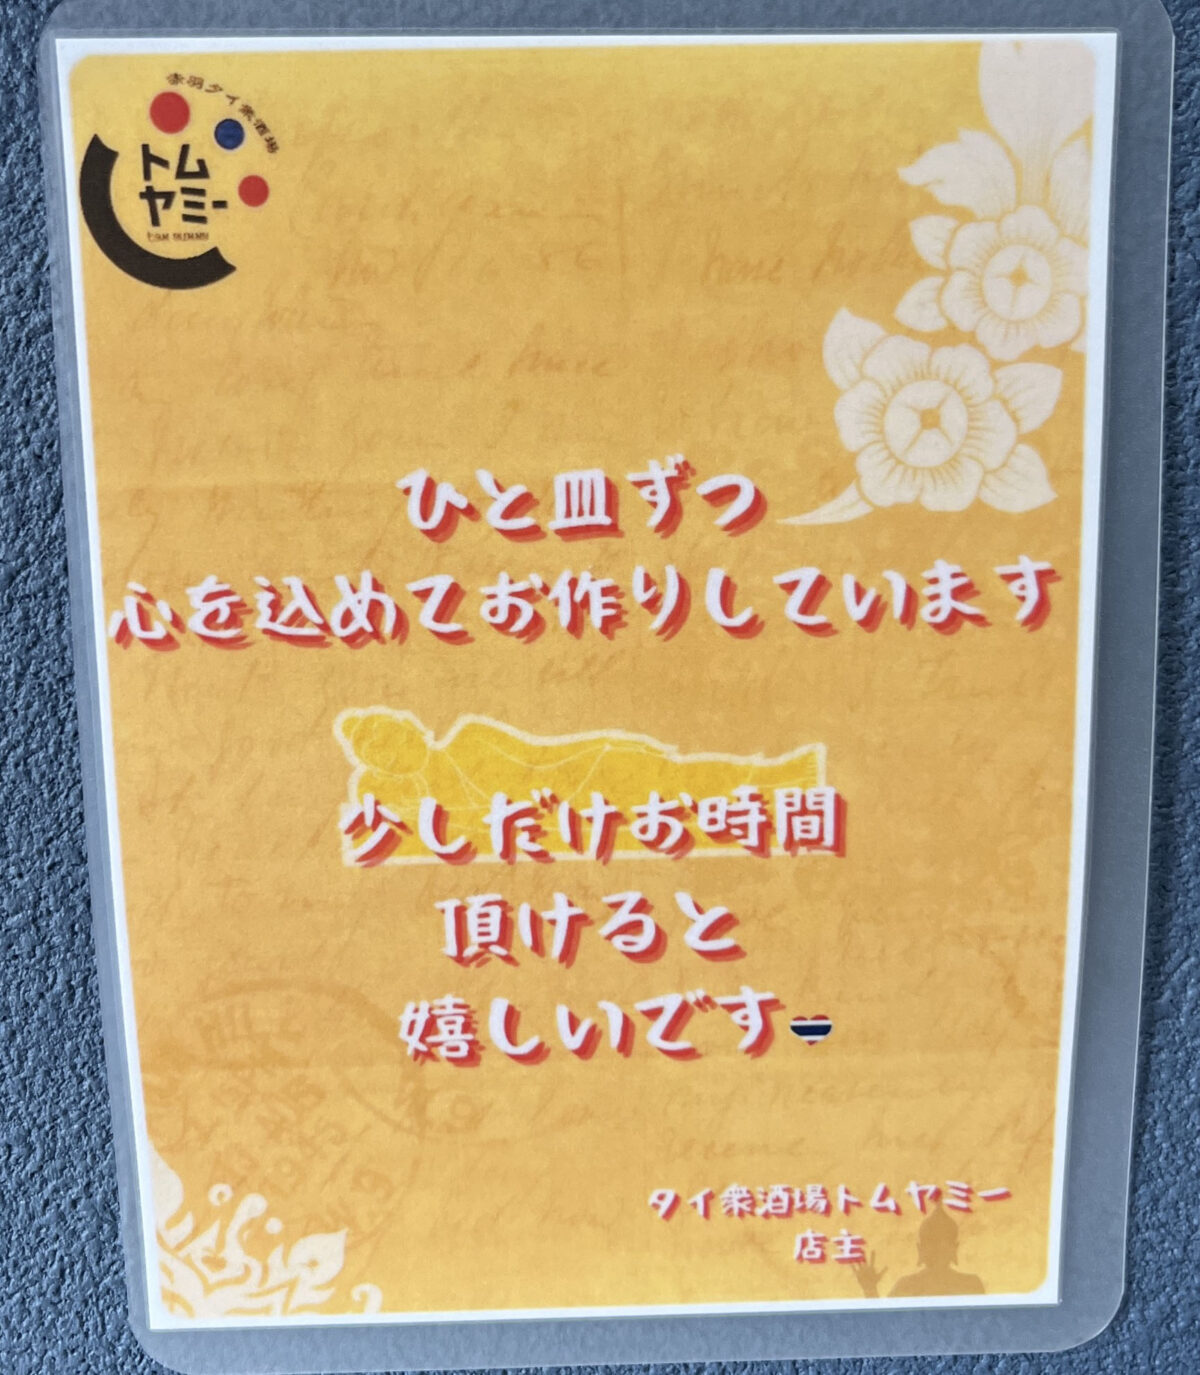 赤羽タイ衆酒場
トム
ヤミー
ひと皿ずつ
心を込めてお作りしています
少しだけお時間
頂けると
嬉しいです
タイ衆酒場トムヤミー
店主